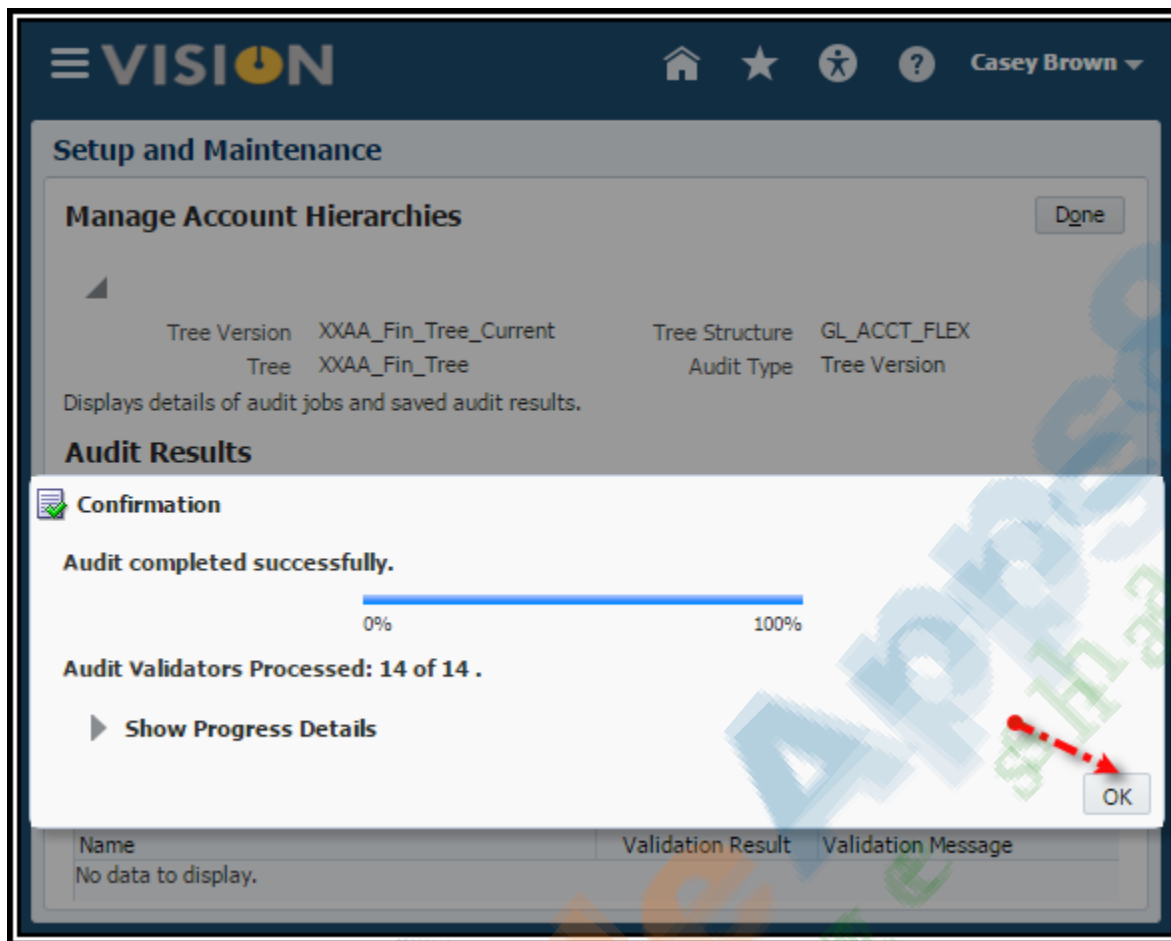 VISION
Casey Brown
Setup and Maintenance
Manage Account Hierarchies
Done
Tree Version XXAA_Fin_Tree_Current Tree Structure GL_ACCT_FLEX
Tree XXAA_Fin_Tree Audit Type Tree Version
Displays details of audit jobs and saved audit results.
Audit Results
Confirmation
Audit completed successfully.
0% 100%
Audit Validators Processed: 14 of 14 .
Show Progress Details
OK
Name Validation Result Validation Message
No data to display.